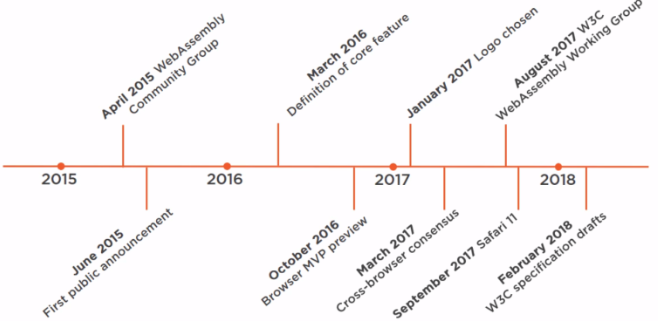 April 2015 WebAssembly
Community Group
March 2016
Definition of core feature
January 2017 Logo chosen
August 2017 W3C
WebAssembly Working Group
2015
2016
2017
2018
June 2015
First public announcement
October 2016
Browser MVP preview
March 2017
Cross-browser consensus
September 2017 Safari 11
February 2018
W3C specification drafts